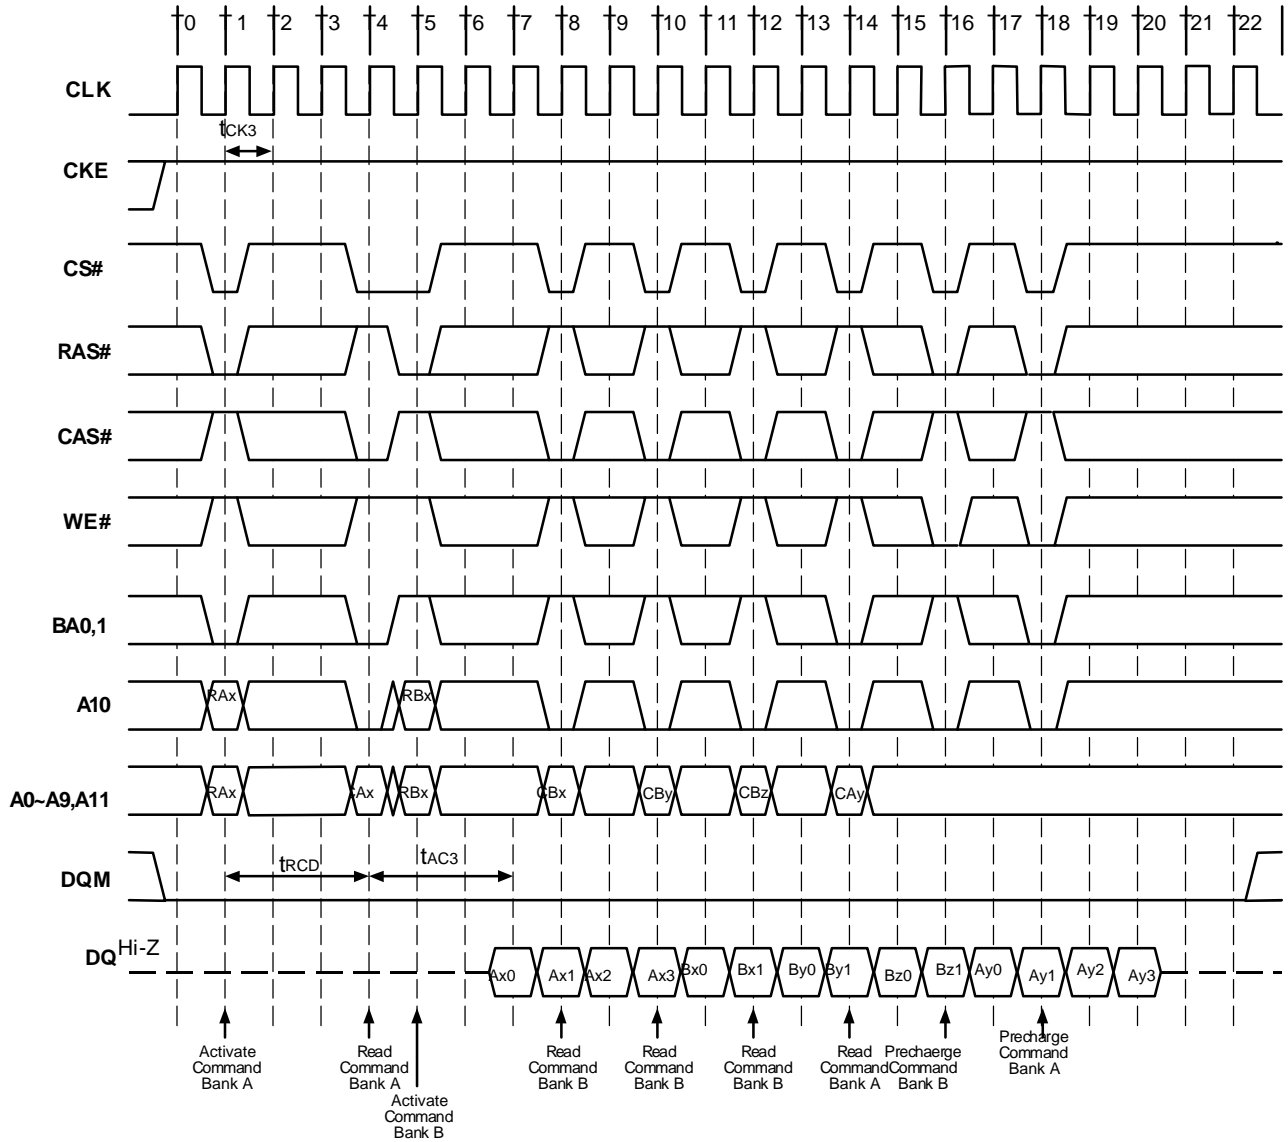 T0 T1 T2 T3 T4 T5 T6 T7 T8 T9 T10 T11 T12 T13 T14 T15 T16 T17 T18 T19 T20 T21 T22
CLK
tCK3
CKE
CS#
RAS#
CAS#
WE#
BA0,1
A10
RAx RBx
A0~A9,A11
RAx CAx RBx CBx CBy CBz CAy
DQM
tRCD tAC3
DQ Hi-Z
Ax0 Ax1 Ax2 Ax3 Bx0 Bx1 By0 By1 Bz0 Bz1 Ay0 Ay1 Ay2 Ay3
Activate
Command
Bank A
Read
Command
Bank A
Activate
Command
Bank B
Read
Command
Bank B
Read
Command
Bank B
Read
Command
Bank B
Read
Command
Bank A
Prechaerge
Command
Bank B
Precharge
Command
Bank A